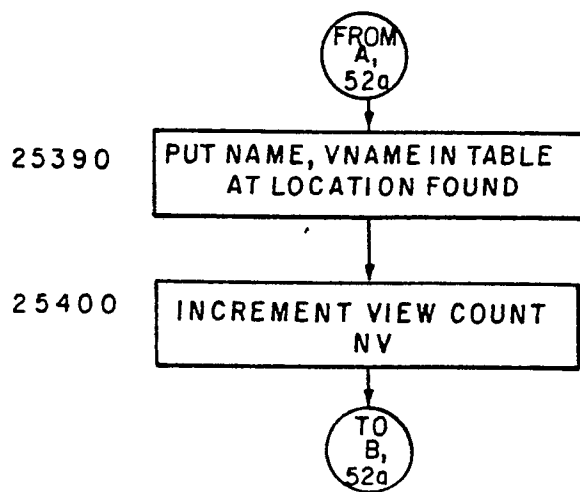 FROM
A,
52a
25390
PUT NAME, VNAME IN TABLE
AT LOCATION FOUND
25400
INCREMENT VIEW COUNT
NV
TO
B,
52a